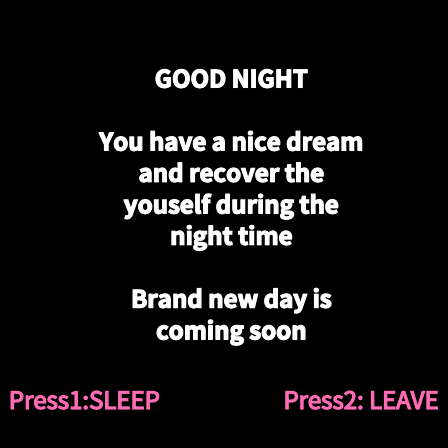 GOOD NIGHT
You have a nice dream
and recover the
youself during the
night time
Brand new day is
coming soon
Press1:SLEEP
Press2: LEAVE